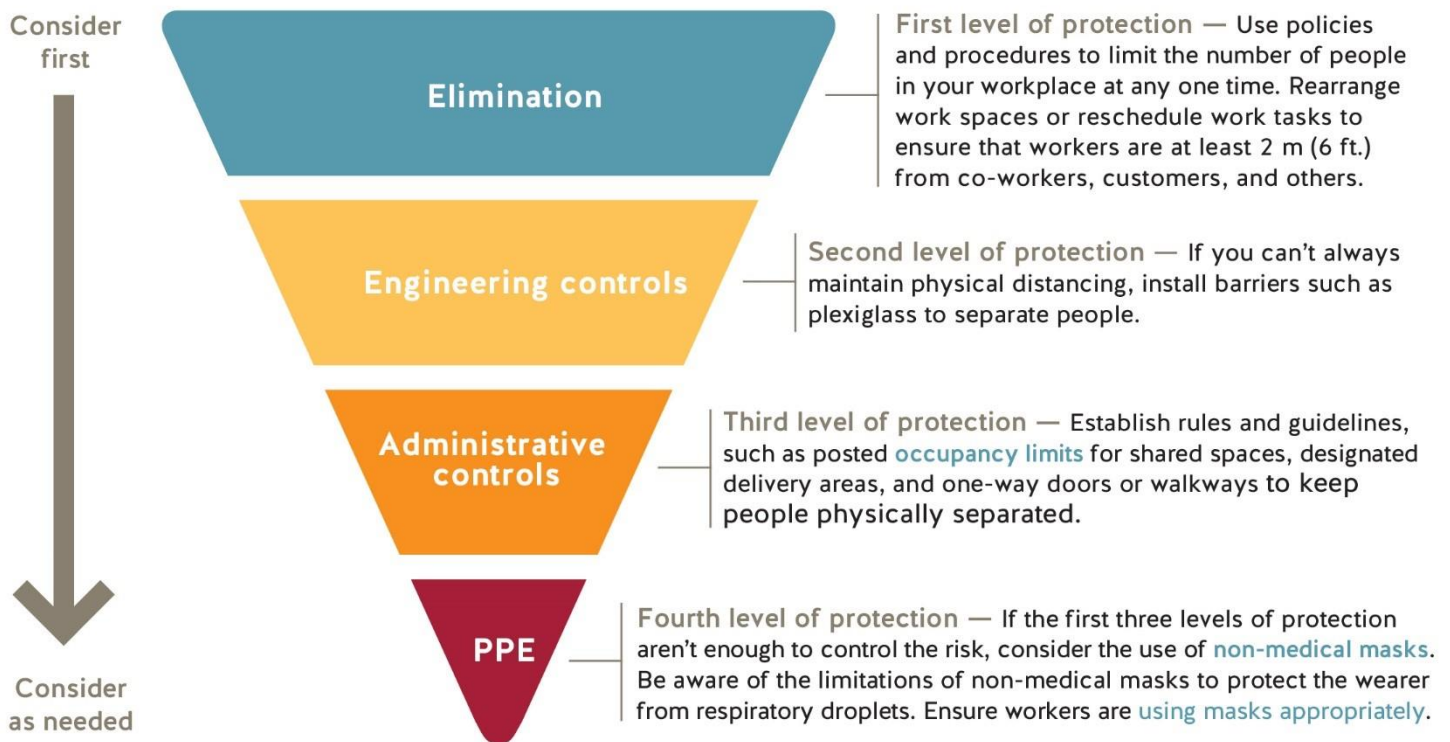 Consider
first
Elimination
First level of protection — Use policies
and procedures to limit the number of people
in your workplace at any one time. Rearrange
work spaces or reschedule work tasks to
ensure that workers are at least 2 m (6 ft.)
from co-workers, customers, and others.
Engineering controls
Second level of protection — If you can’t always
maintain physical distancing, install barriers such as
plexiglass to separate people.
Administrative
controls
Third level of protection — Establish rules and guidelines,
such as posted occupancy limits for shared spaces, designated
delivery areas, and one-way doors or walkways to keep
people physically separated.
PPE
Fourth level of protection — If the first three levels of protection
aren’t enough to control the risk, consider the use of non-medical masks.
Be aware of the limitations of non-medical masks to protect the wearer
from respiratory droplets. Ensure workers are using masks appropriately.
Consider
as needed